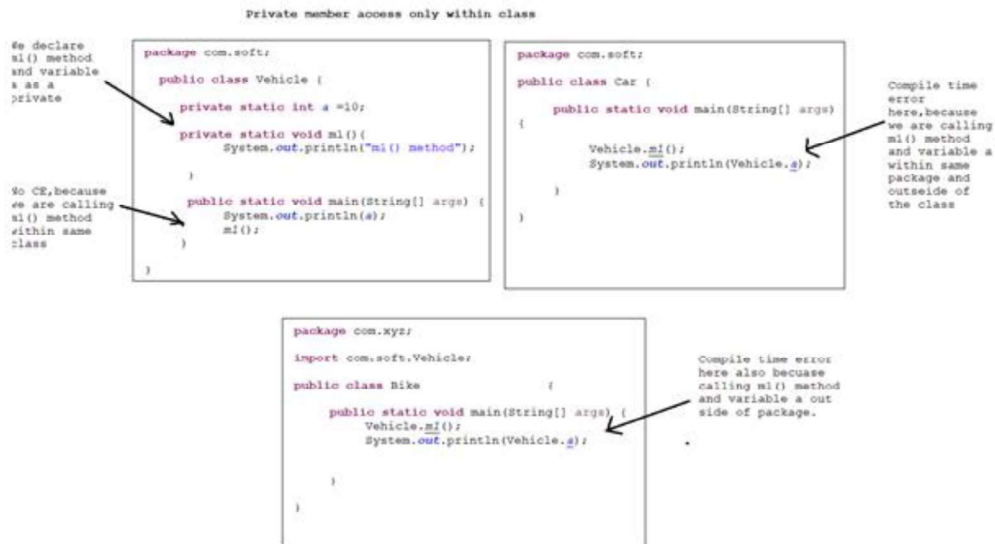 Private member access only within class
We declare
m1() method
and variable
a as a
private
package com.soft;
public class Vehicle {
private static int a =10;
private static void m1(){
System.out.println("m1() method");
}
public static void main(String[] args) {
System.out.println(a);
m1();
}
}
No CE,because
we are calling
m1() method
within same
class
package com.soft;
public class Car {
public static void main(String[] args)
{
Vehicle.m1();
System.out.println(Vehicle.a);
}
}
Compile time
error
here,because
we are calling
m1() method
and variable a
within same
package and
outseide of
the class
package com.xyz;
import com.soft.Vehicle;
public class Bike {
public static void main(String[] args) {
Vehicle.m1();
System.out.println(Vehicle.a);
}
}
Compile time error
here also becuase
calling m1() method
and variable a out
side of package.